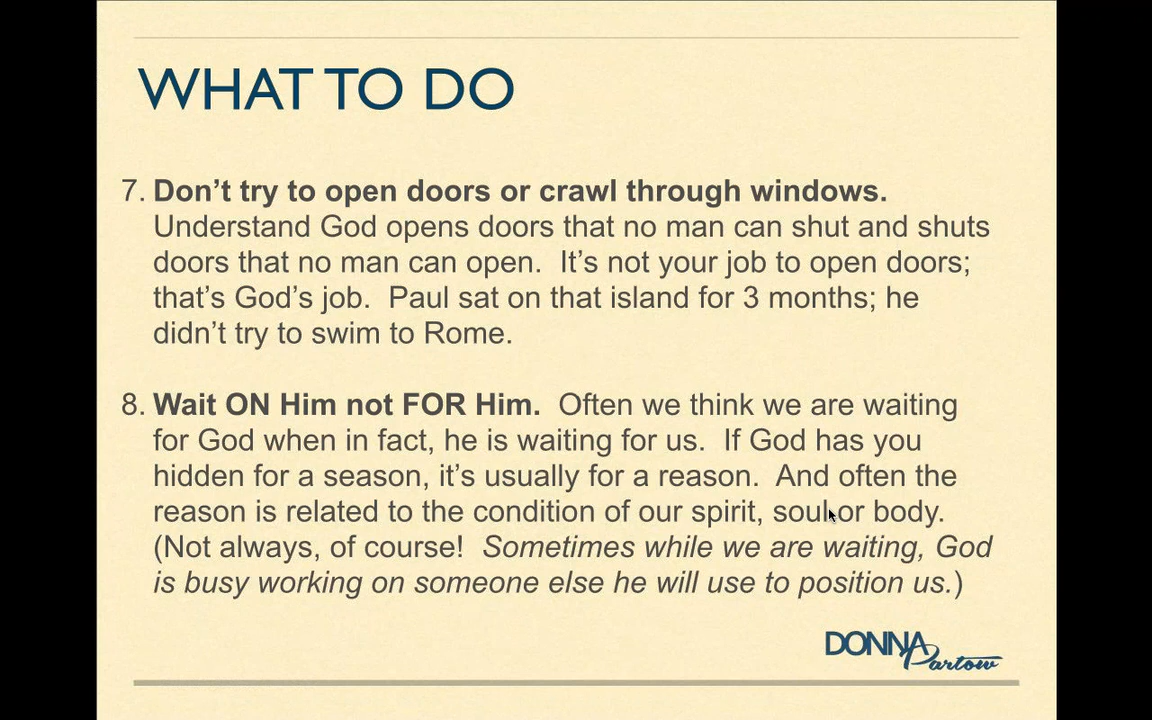 WHAT TO DO
7. Don’t try to open doors or crawl through windows.
Understand God opens doors that no man can shut and shuts
doors that no man can open.  It’s not your job to open doors;
that’s God’s job.  Paul sat on that island for 3 months; he
didn’t try to swim to Rome.
8. Wait ON Him not FOR Him.  Often we think we are waiting
for God when in fact, he is waiting for us.  If God has you
hidden for a season, it’s usually for a reason.  And often the
reason is related to the condition of our spirit, soul or body.
(Not always, of course!  Sometimes while we are waiting, God
is busy working on someone else he will use to position us.)
DONNA
Partow